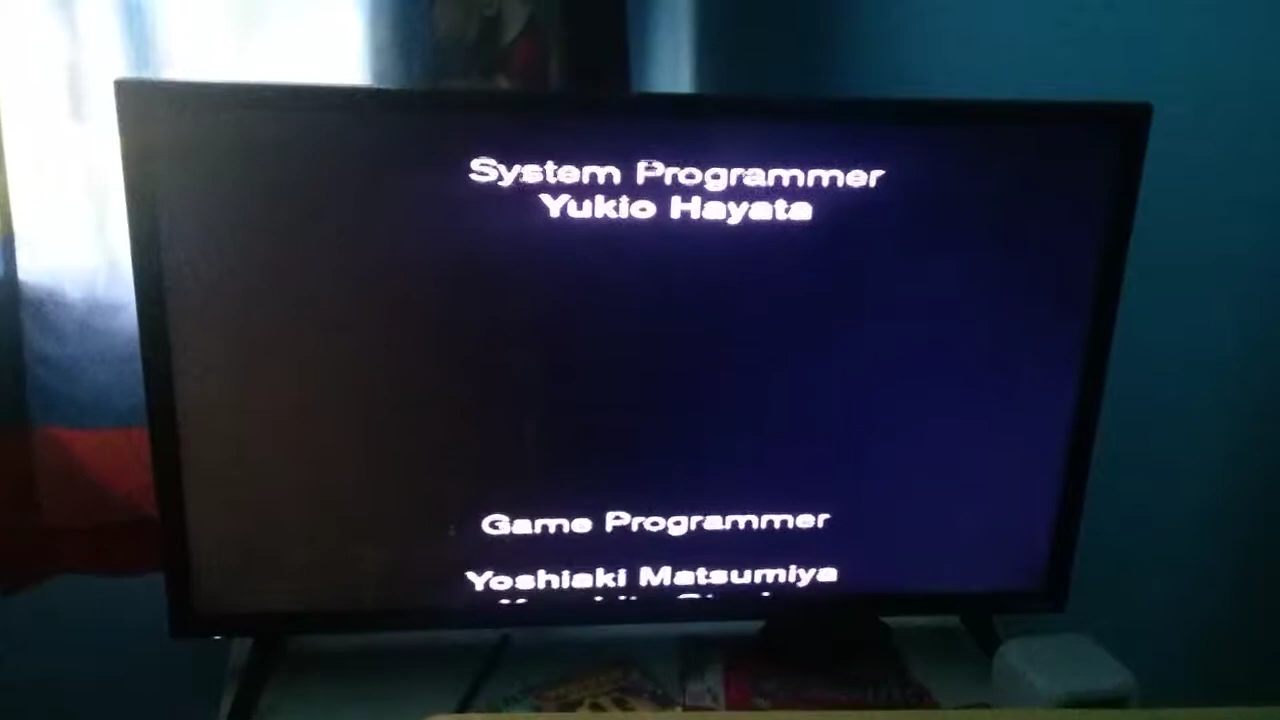 System Programmer
Yukio Hayata
Game Programmer
Yoshiaki Matsumiya